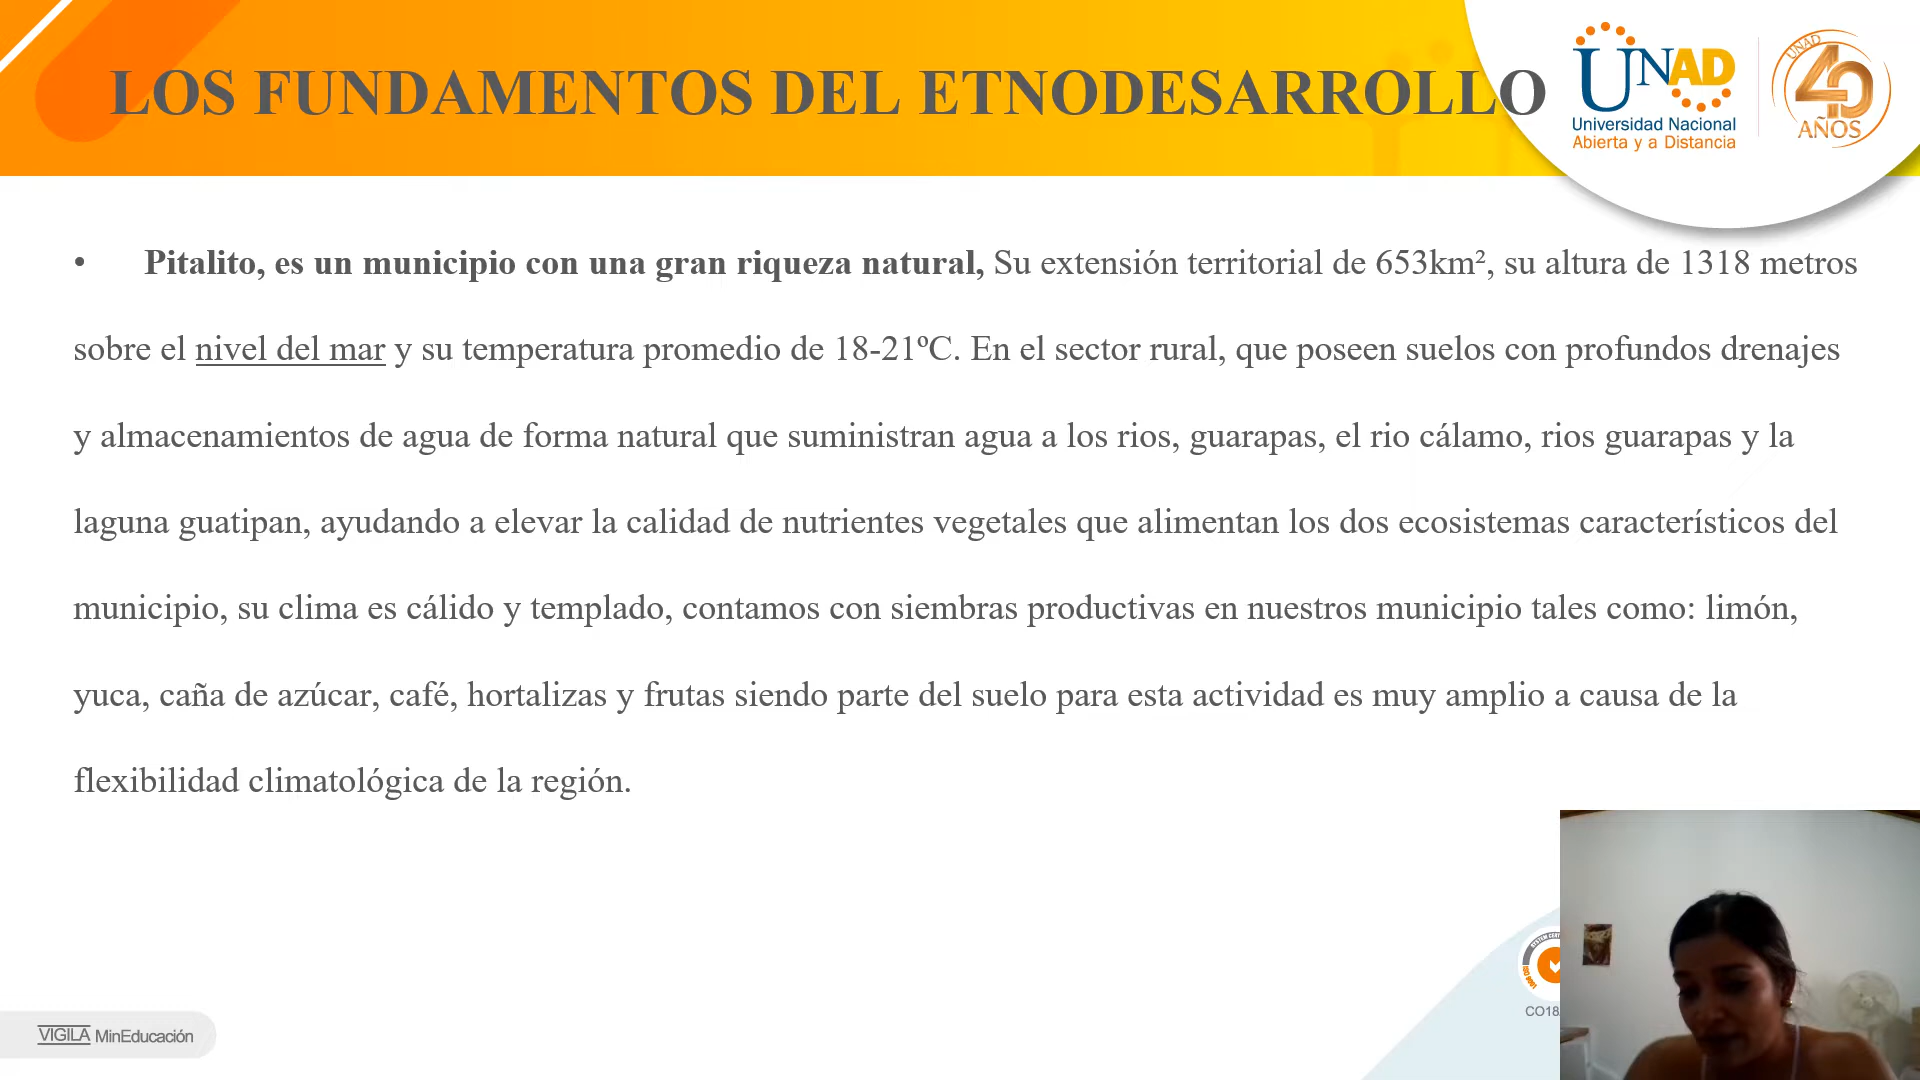 LOS FUNDAMENTOS DEL ETNODESARROLLO
UNAD
Universidad Nacional
Abierta y a Distancia
UNAD
40
AÑOS
• Pitalito, es un municipio con una gran riqueza natural, Su extensión territorial de 653km², su altura de 1318 metros
sobre el nivel del mar y su temperatura promedio de 18-21ºC. En el sector rural, que poseen suelos con profundos drenajes
y almacenamientos de agua de forma natural que suministran agua a los rios, guarapas, el rio cálamo, rios guarapas y la
laguna guatipan, ayudando a elevar la calidad de nutrientes vegetales que alimentan los dos ecosistemas característicos del
municipio, su clima es cálido y templado, contamos con siembras productivas en nuestros municipio tales como: limón,
yuca, caña de azúcar, café, hortalizas y frutas siendo parte del suelo para esta actividad es muy amplio a causa de la
flexibilidad climatológica de la región.
CO18
VIGILA MinEducación